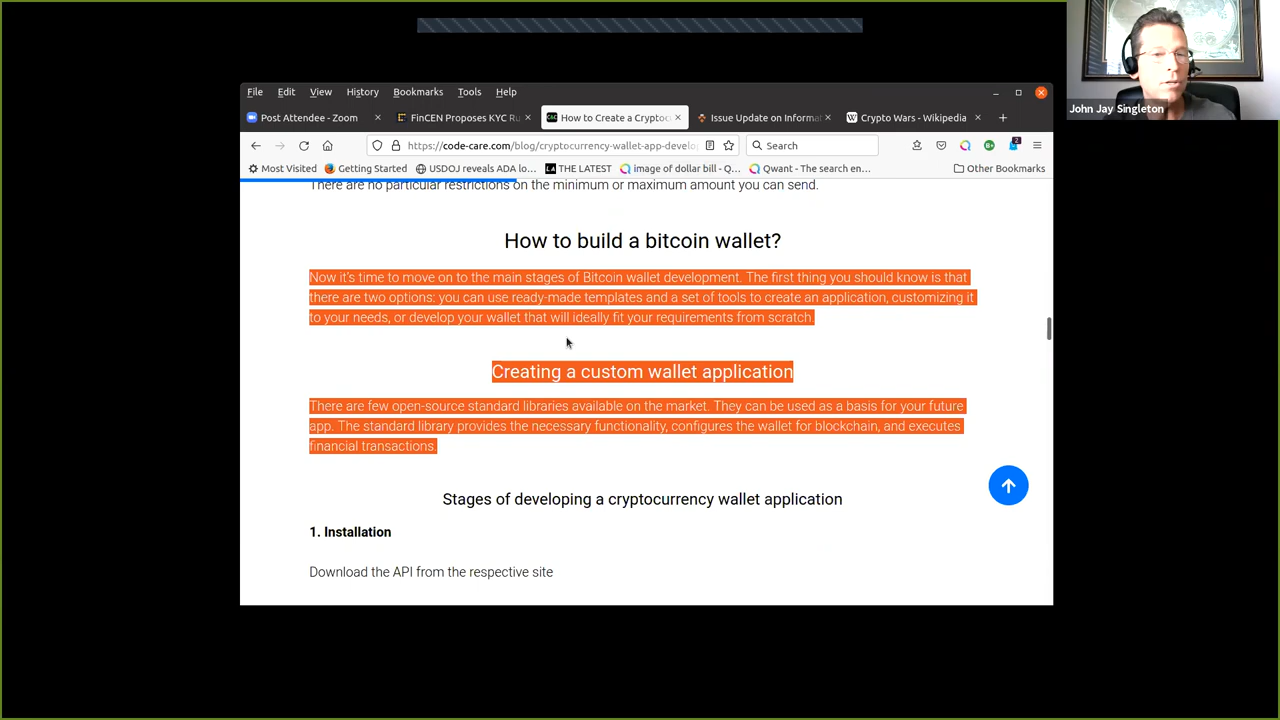 John Jay Singleton
File Edit View History Bookmarks Tools Help
Post Attendee - Zoom
FinCEN Proposes KYC Ru
How to Create a Cryptoc
Issue Update on Informat
Crypto Wars - Wikipedia
https://code-care.com/blog/cryptocurrency-wallet-app-develo
Search
Most Visited
Getting Started
USDOJ reveals ADA lo...
THE LATEST
image of dollar bill - Q...
Qwant - The search en...
Other Bookmarks
There are no particular restrictions on the minimum or maximum amount you can send.
How to build a bitcoin wallet?
Now it's time to move on to the main stages of Bitcoin wallet development. The first thing you should know is that
there are two options: you can use ready-made templates and a set of tools to create an application, customizing it
to your needs, or develop your wallet that will ideally fit your requirements from scratch.
Creating a custom wallet application
There are few open-source standard libraries available on the market. They can be used as a basis for your future
app. The standard library provides the necessary functionality, configures the wallet for blockchain, and executes
financial transactions.
Stages of developing a cryptocurrency wallet application
1. Installation
Download the API from the respective site